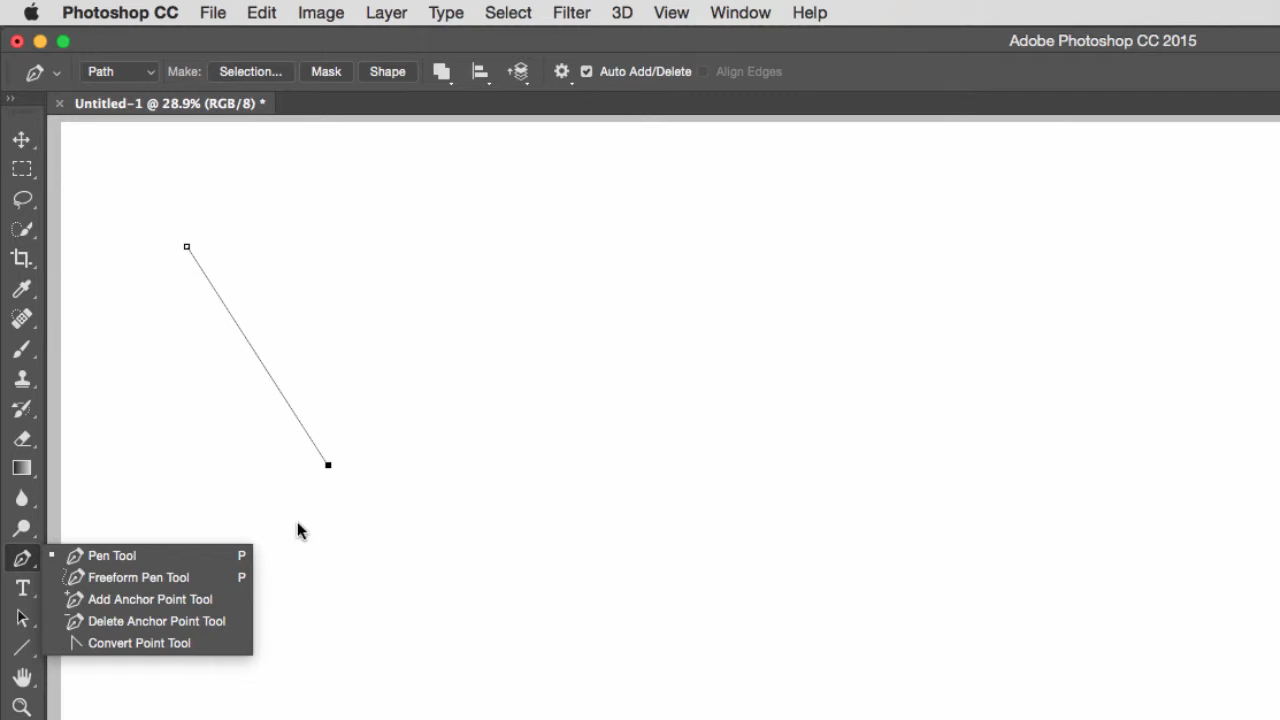 Photoshop CC File Edit Image Layer Type Select Filter 3D View Window Help
Adobe Photoshop CC 2015
Path Make: Selection... Mask Shape Auto Add/Delete Align Edges
Untitled-1 @ 28.9% (RGB/8) *
Pen Tool P
Freeform Pen Tool P
Add Anchor Point Tool
Delete Anchor Point Tool
Convert Point Tool